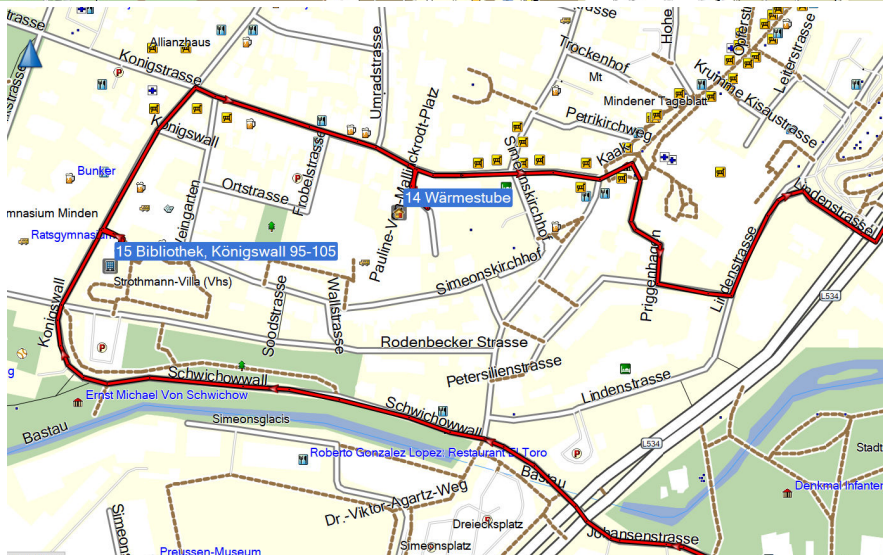 Allianzhaus
Königstrasse
Umradstrasse
Trockenhof
Mt
Mindener Tageblatt
Krumme Kisaustrasse
Leiterstrasse
Petrikirchweg
Kaak
Königswall
Bunker
Ortstrasse
Frobelstrasse
Pauline-Von-Mallinckrodt-Platz
14 Wärmestube
Simeonskirchhof
Lindenstrasse
mnasium Minden
Ratsgymnasium
Weingarten
15 Bibliothek, Königswall 95-105
Strothmann-Villa (Vhs)
Simeonskirchhof
Priggenhagen
Lindenstrasse
L534
Königswall
Soodstrasse
Wallstrasse
Rodenbecker Strasse
Petersilienstrasse
Schwichowwall
Lindenstrasse
Ernst Michael Von Schwichow
Schwichowwall
Bastau
Simeonsglacis
Roberto Gonzalez Lopez: Restaurant El Toro
L534
Bastau
Stadt
Dr.-Viktor-Agartz-Weg
Denkmal Infanter
Dreiecksplatz
Johansenstrasse
Simeonsplatz
Preussen-Museum